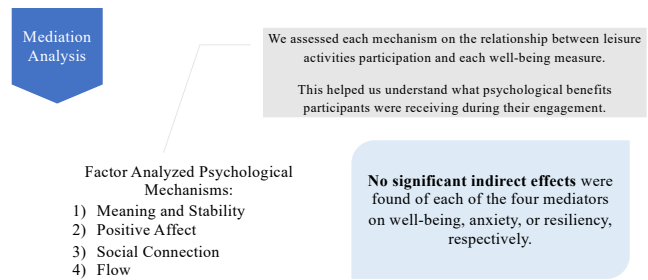 Mediation
Analysis
We assessed each mechanism on the relationship between leisure
activities participation and each well-being measure.
This helped us understand what psychological benefits
participants were receiving during their engagement.
Factor Analyzed Psychological
Mechanisms:
1) Meaning and Stability
2) Positive Affect
3) Social Connection
4) Flow
No significant indirect effects were
found of each of the four mediators
on well-being, anxiety, or resiliency,
respectively.